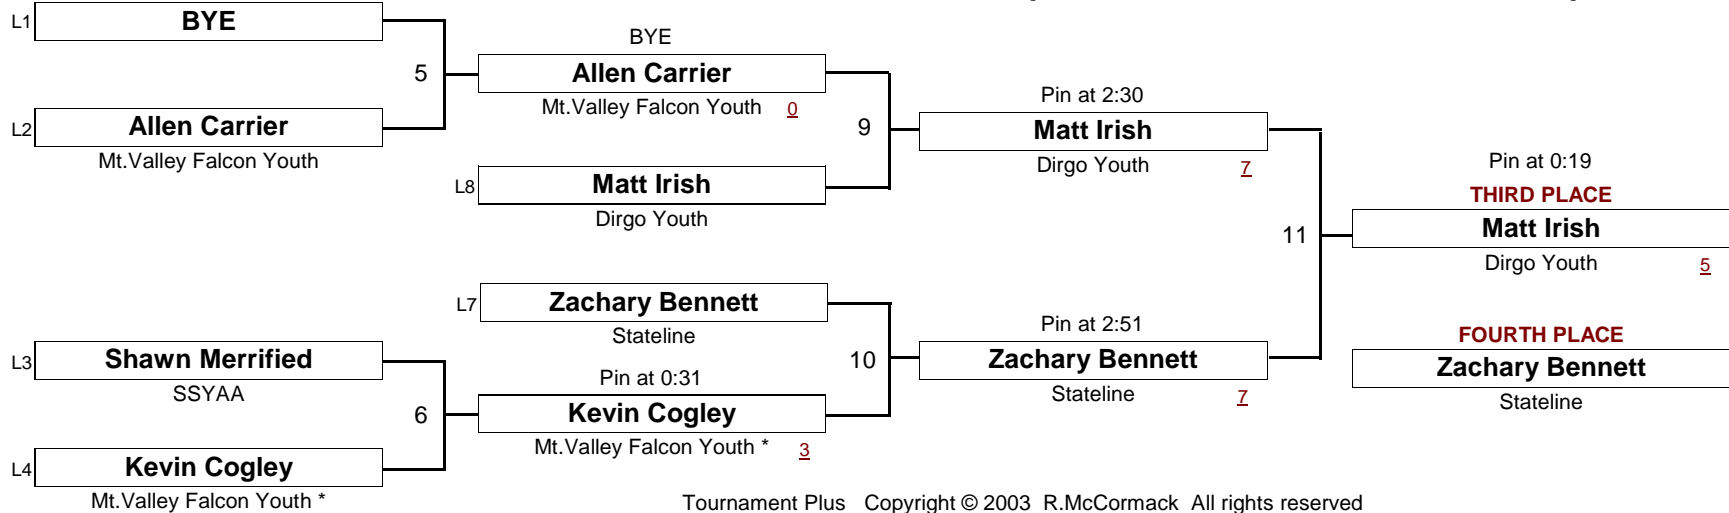 L1 BYE
BYE
5 Allen Carrier
Mt.Valley Falcon Youth 0
L2 Allen Carrier
Mt.Valley Falcon Youth
9
Pin at 2:30
Matt Irish
Dirgo Youth 7
L8 Matt Irish
Dirgo Youth
Pin at 0:19
THIRD PLACE
11 Matt Irish
Dirgo Youth 5
L7 Zachary Bennett
Stateline
Pin at 2:51
10 Zachary Bennett
Stateline 7
FOURTH PLACE
Zachary Bennett
Stateline
L3 Shawn Merrified
SSYAA
Pin at 0:31
6 Kevin Cogley
Mt.Valley Falcon Youth * 3
L4 Kevin Cogley
Mt.Valley Falcon Youth *
Tournament Plus Copyright © 2003 R.McCormack All rights reserved